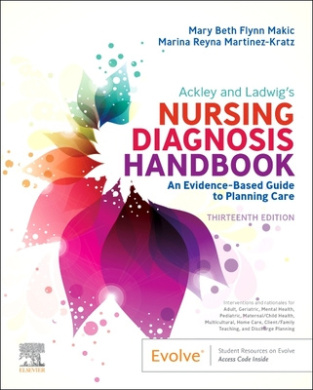 Mary Beth Flynn Makic
Marina Reyna Martinez-Kratz
Ackley and Ladwig's
NURSING
DIAGNOSIS
HANDBOOK
An Evidence-Based Guide
to Planning Care
THIRTEENTH EDITION
Interventions and rationales for
Adult, Geriatric, Mental Health,
Pediatric, Maternal/Child Health,
Multicultural, Home Care, Client/Family
Teaching, and Discharge Planning
ELSEVIER
Evolve
Student Resources on Evolve
Access Code Inside